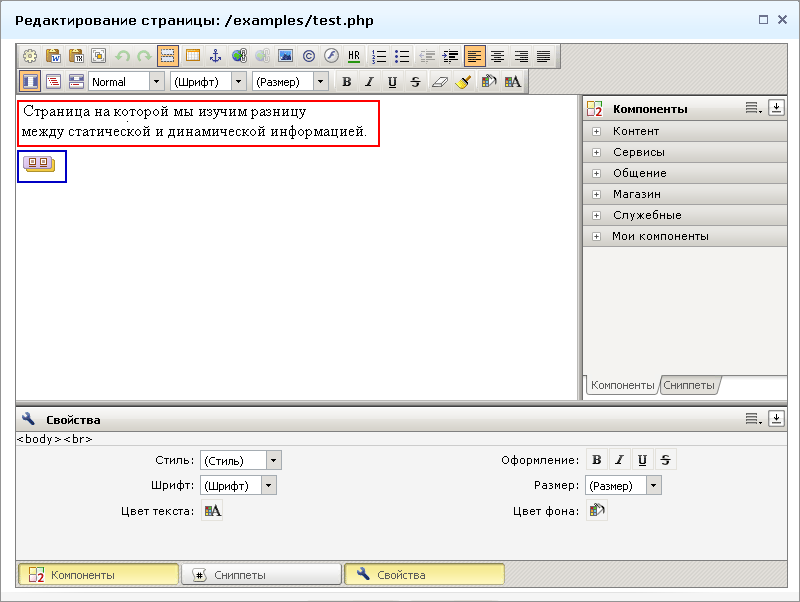 Редактирование страницы: /examples/test.php
HR
Normal (Шрифт) (Размер) B I U S A
Страница на которой мы изучим разницу
между статической и динамической информацией.
Компоненты
Контент
Сервисы
Общение
Магазин
Служебные
Мои компоненты
Компоненты Сниппеты
Свойства
<body><br>
Стиль: (Стиль) Оформление: B I U S
Шрифт: (Шрифт) Размер: (Размер)
Цвет текста: A Цвет фона:
Компоненты # Сниппеты Свойства